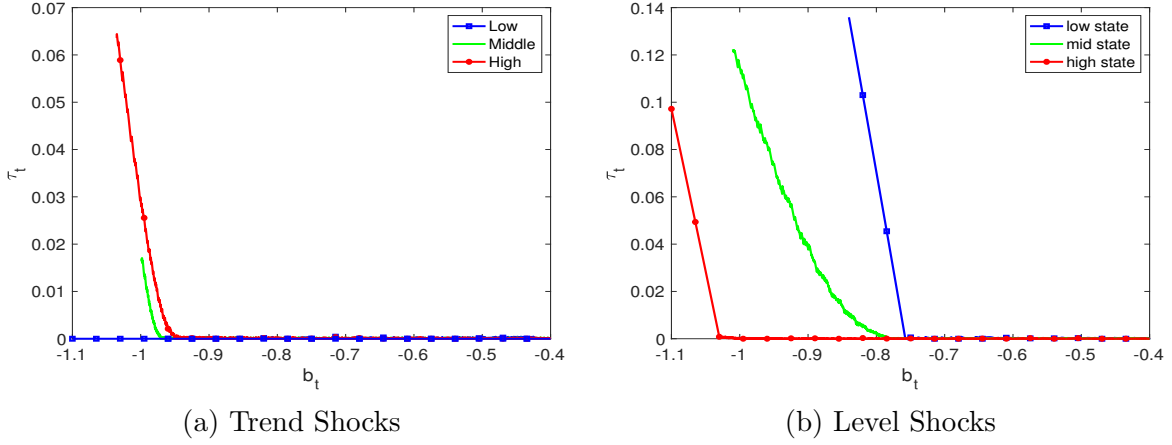 0.07
0.06
0.05
0.04
0.03
0.02
0.01
0
τ_t
-1.1 -1 -0.9 -0.8 -0.7 -0.6 -0.5 -0.4
b_t
Low
Middle
High
(a) Trend Shocks
0.14
0.12
0.1
0.08
0.06
0.04
0.02
0
τ_t
-1.1 -1 -0.9 -0.8 -0.7 -0.6 -0.5 -0.4
b_t
low state
mid state
high state
(b) Level Shocks